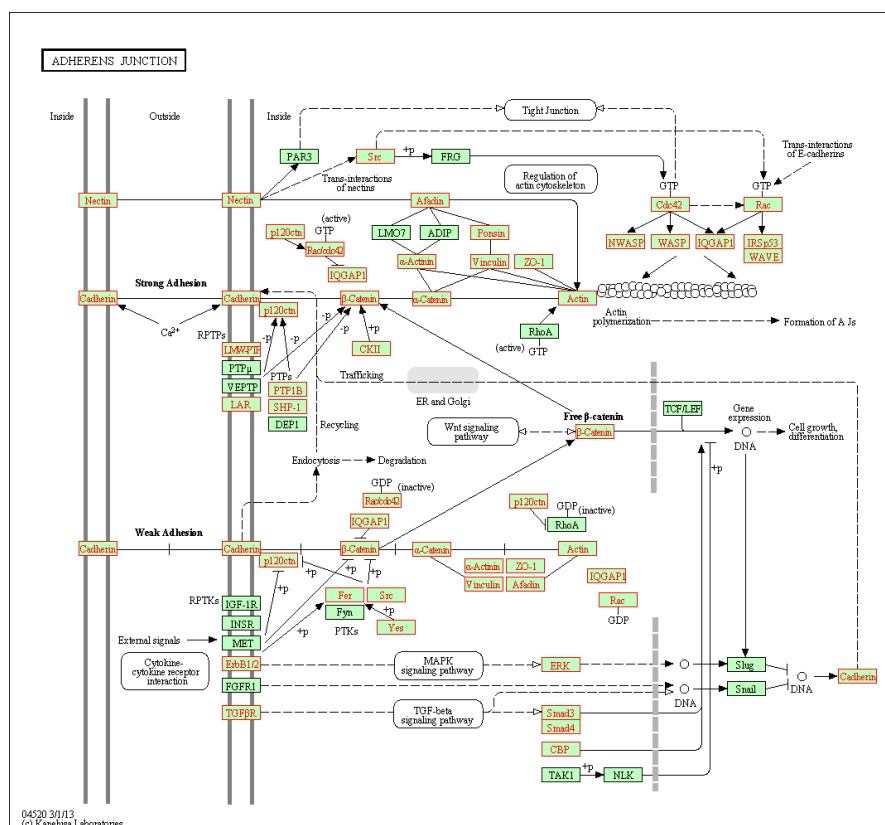 ADHERENS JUNCTION
Inside
Outside
Inside
Tight Junction
PAR3
Src
+p
FRG
Trans-interactions
of E-cadherins
Trans-interactions
of nectins
Regulation of
actin cytoskeleton
GTP
GTP
Nectin
Nectin
Afadin
Cdc42
Rac
p120ctn
(active)
GTP
Rac/cdc42
IQGAP1
LMO7
ADIP
Ponsin
NWASP
WASP
IQGAP1
IRSp53
WAVE
α-Actinin
Vinculin
ZO-1
Strong Adhesion
Cadherin
Cadherin
β-Catenin
α-Catenin
Actin
p120ctn
Ca2+
RPTPs
-p
-p
-p
-p
+p
RhoA
(active)
GTP
Actin
polymerization
Formation of A Js
LMW-PTP
PTPμ
VEPTP
LAR
PTPs
PTP1B
SHP-1
DEP1
CKII
Trafficking
ER and Golgi
Recycling
Wnt signaling
pathway
Free β-catenin
β-Catenin
TCF/LEF
Gene
expression
DNA
Cell growth,
differentiation
+p
Endocytosis
Degradation
GDP
(inactive)
Rac/cdc42
IQGAP1
p120ctn
GDP
(inactive)
RhoA
Weak Adhesion
Cadherin
Cadherin
β-Catenin
α-Catenin
Actin
p120ctn
+p
+p
+p
+p
+p
α-Actinin
ZO-1
Vinculin
Afadin
IQGAP1
Rac
GDP
RPTKs
IGF-1R
INSR
MET
External signals
Fer
Src
Fyn
Yes
PTKs
Cytokine-
cytokine receptor
interaction
ErbB1/2
FGFR1
TGFβR
MAPK
signaling pathway
ERK
TGF-beta
signaling pathway
Smad3
Smad4
CBP
TAK1
+p
NLK
DNA
Slug
Snail
DNA
Cadherin
04520 3/1/13
(c) Kanehisa Laboratories